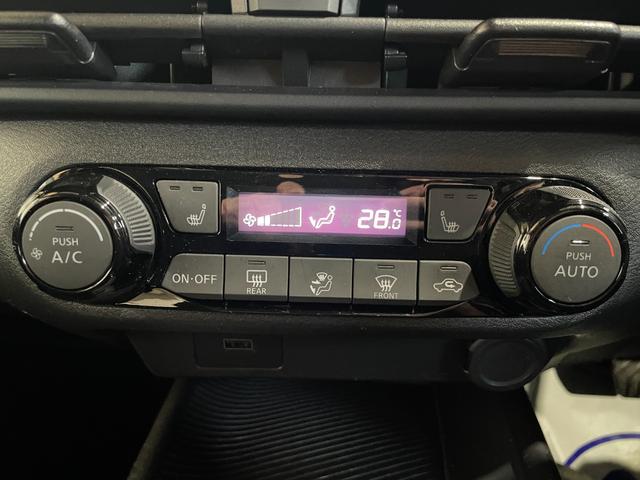 28.0 °C
PUSH
A/C
ON·OFF
REAR
FRONT
PUSH
AUTO